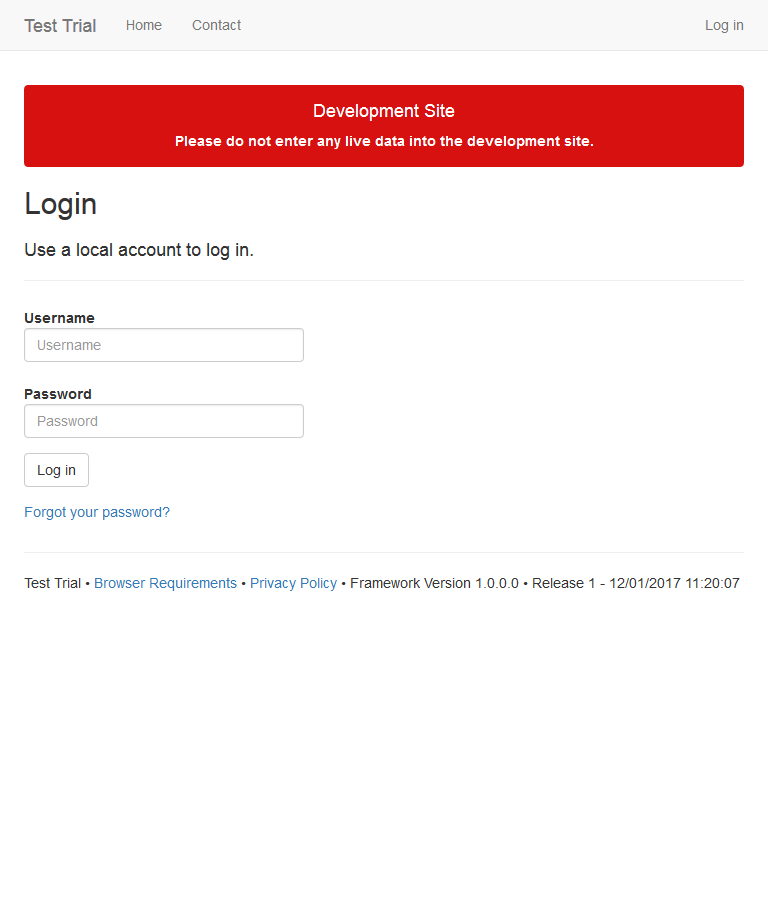 Test Trial Home Contact Log in
Development Site
Please do not enter any live data into the development site.
Login
Use a local account to log in.
Username
Username
Password
Password
Log in
Forgot your password?
Test Trial • Browser Requirements • Privacy Policy • Framework Version 1.0.0.0 • Release 1 - 12/01/2017 11:20:07